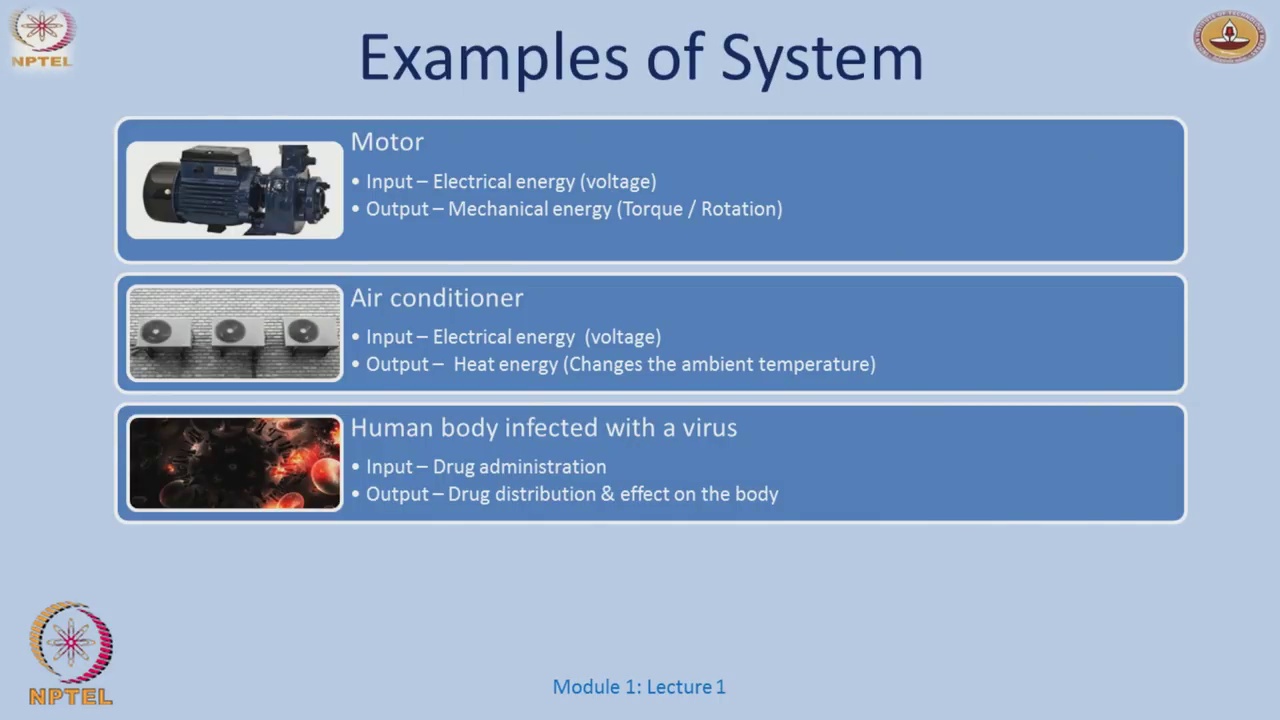 NPTEL
Examples of System
Motor
• Input – Electrical energy (voltage)
• Output – Mechanical energy (Torque / Rotation)
Air conditioner
• Input – Electrical energy (voltage)
• Output – Heat energy (Changes the ambient temperature)
Human body infected with a virus
• Input – Drug administration
• Output – Drug distribution & effect on the body
NPTEL
Module 1: Lecture 1